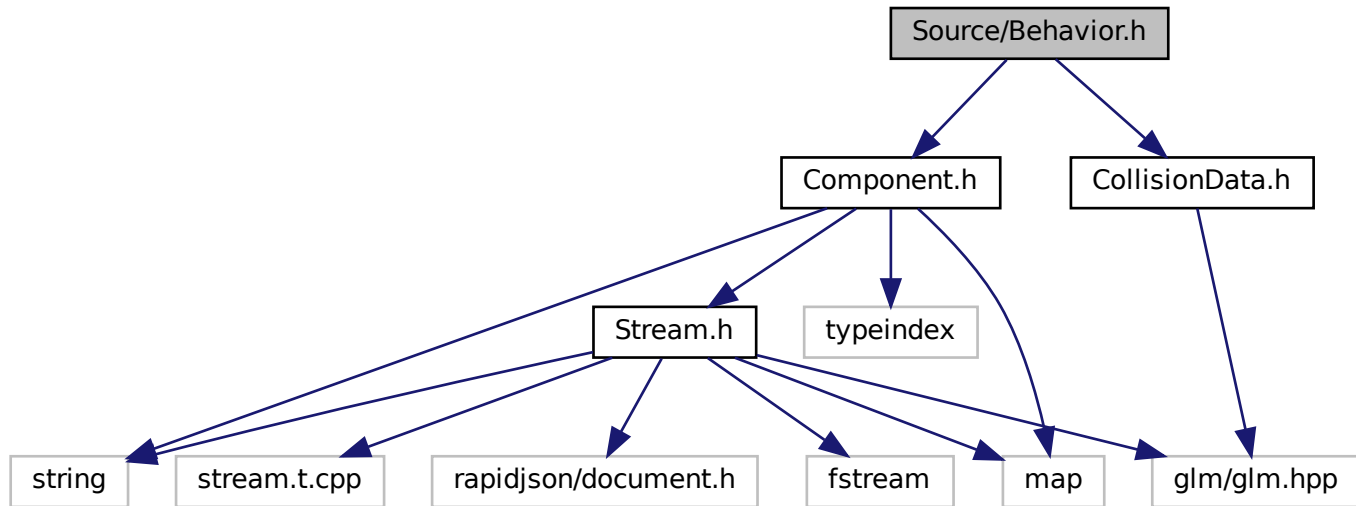 Source/Behavior.h
Component.h
CollisionData.h
Stream.h
typeindex
string
stream.t.cpp
rapidjson/document.h
fstream
map
glm/glm.hpp